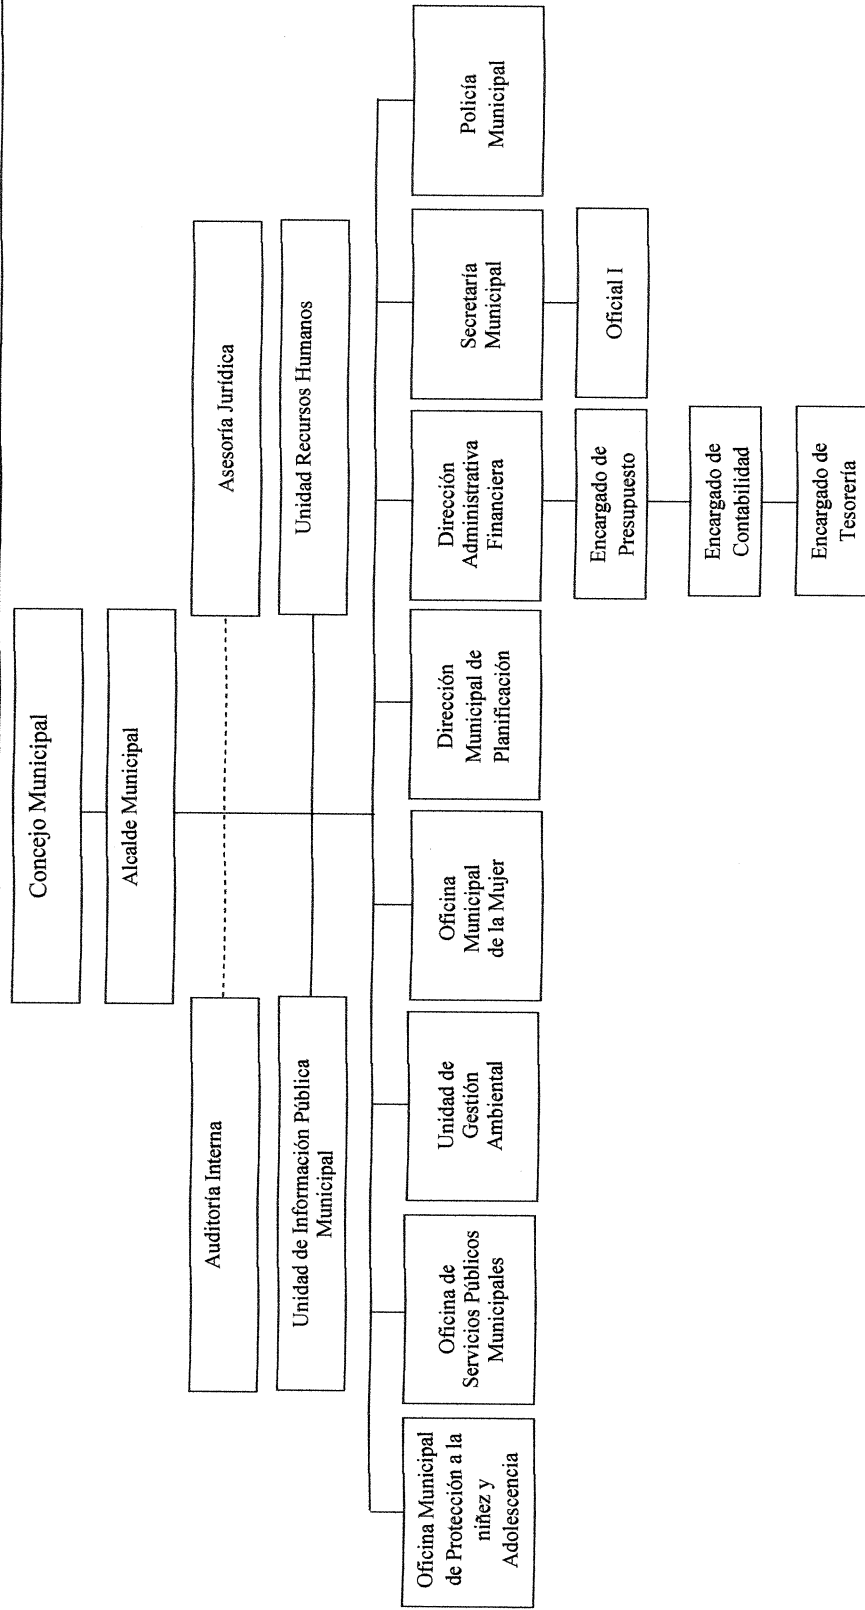 Concejo Municipal
Alcalde Municipal
Auditoría Interna
Asesoría Jurídica
Unidad de Información Pública
Municipal
Unidad Recursos Humanos
Oficina Municipal
de Protección a la
niñez y
Adolescencia
Oficina de
Servicios Públicos
Municipales
Unidad de
Gestión
Ambiental
Oficina
Municipal
de la Mujer
Dirección
Municipal de
Planificación
Dirección
Administrativa
Financiera
Secretaría
Municipal
Policía
Municipal
Encargado de
Presupuesto
Oficial I
Encargado de
Contabilidad
Encargado de
Tesorería